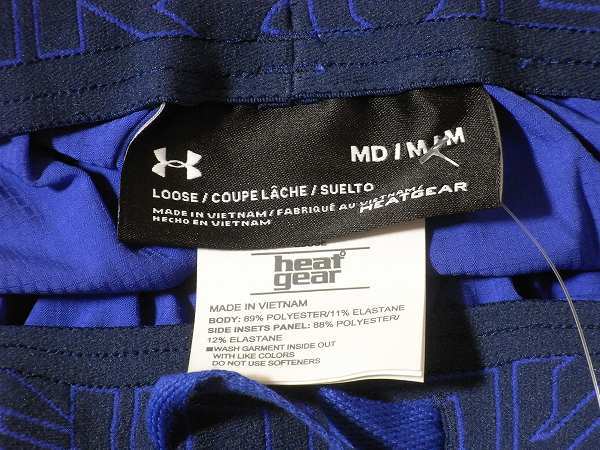 MD / M / M
LOOSE / COUPE LÂCHE / SUELTO
MADE IN VIETNAM / FABRIQUÉ AU VIETNAM /
HECHO EN VIETNAM
HEATGEAR
heat
gear
MADE IN VIETNAM
BODY: 89% POLYESTER/11% ELASTANE
SIDE INSETS PANEL: 88% POLYESTER/
12% ELASTANE
WASH GARMENT INSIDE OUT
WITH LIKE COLORS
DO NOT USE SOFTENERS